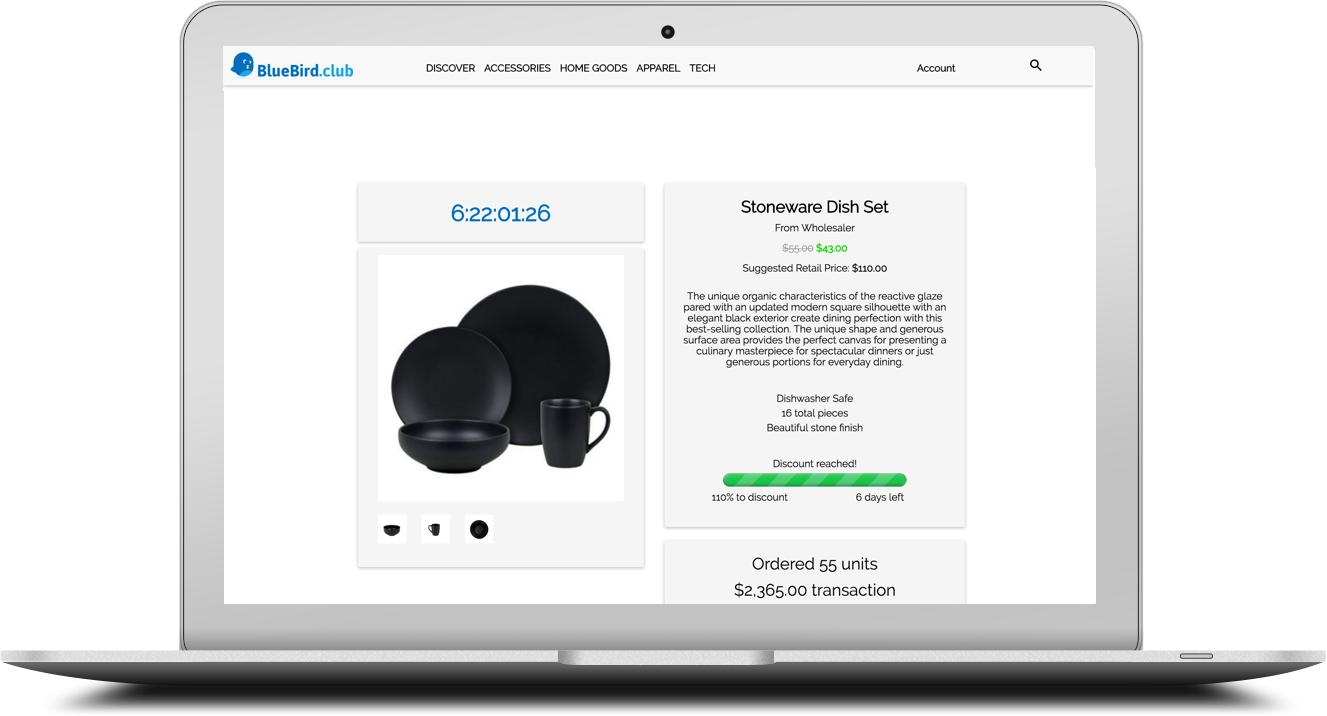 BlueBird.club
DISCOVER ACCESSORIES HOME GOODS APPAREL TECH
Account
6:22:01:26
Stoneware Dish Set
From Wholesaler
$55.00 $43.00
Suggested Retail Price: $110.00
The unique organic characteristics of the reactive glaze
pared with an updated modern square silhouette with an
elegant black exterior create dining perfection with this
best-selling collection. The unique shape and generous
surface area provides the perfect canvas for presenting a
culinary masterpiece for spectacular dinners or just
generous portions for everyday dining.
Dishwasher Safe
16 total pieces
Beautiful stone finish
Discount reached!
110% to discount 6 days left
Ordered 55 units
$2,365.00 transaction